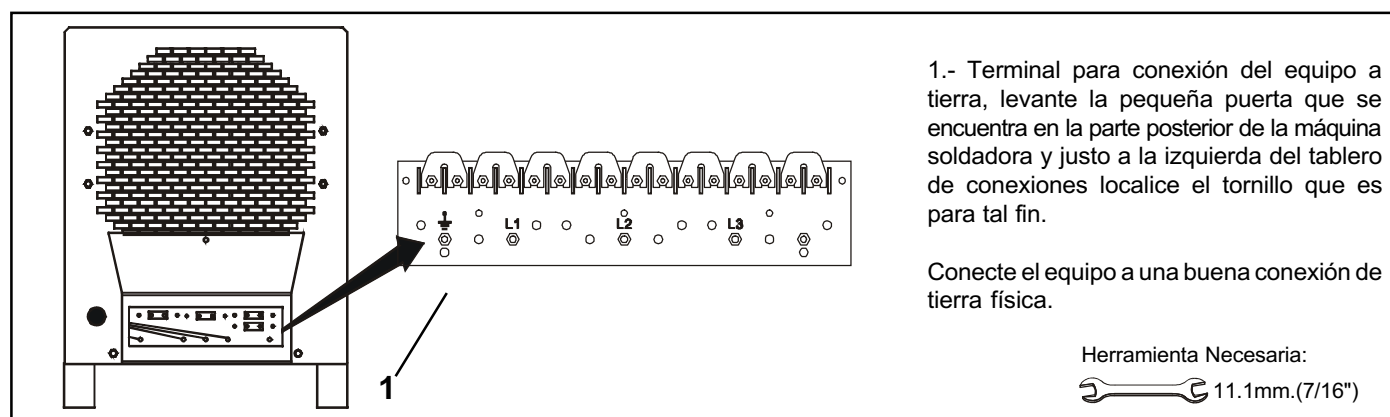 1.- Terminal para conexión del equipo a
tierra, levante la pequeña puerta que se
encuentra en la parte posterior de la máquina
soldadora y justo a la izquierda del tablero
de conexiones localice el tornillo que es
para tal fin.
Conecte el equipo a una buena conexión de
tierra física.
Herramienta Necesaria:
11.1mm.(7/16")
L1 L2 L3
1